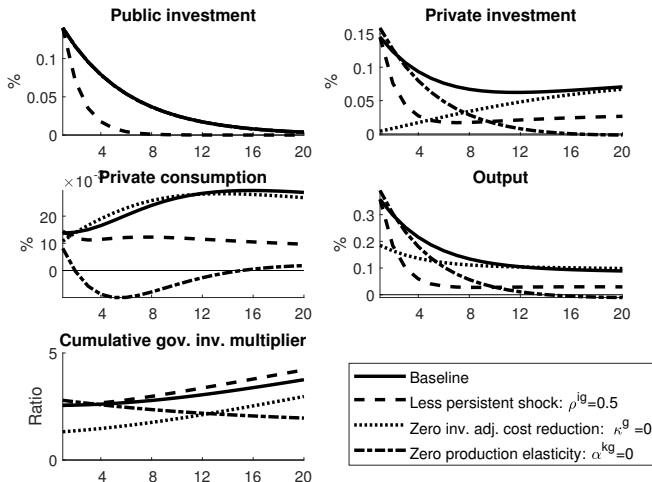 Public investment
%
0.1
0.05
0
4 8 12 16 20
Private investment
%
0.15
0.1
0.05
0
4 8 12 16 20
×10⁻
Private consumption
%
20
10
0
4 8 12 16 20
Output
%
0.3
0.2
0.1
0
4 8 12 16 20
Cumulative gov. inv. multiplier
Ratio
5
0
4 8 12 16 20
Baseline
Less persistent shock: ρ^ig=0.5
Zero inv. adj. cost reduction: κ^g =0
Zero production elasticity: α^kg=0